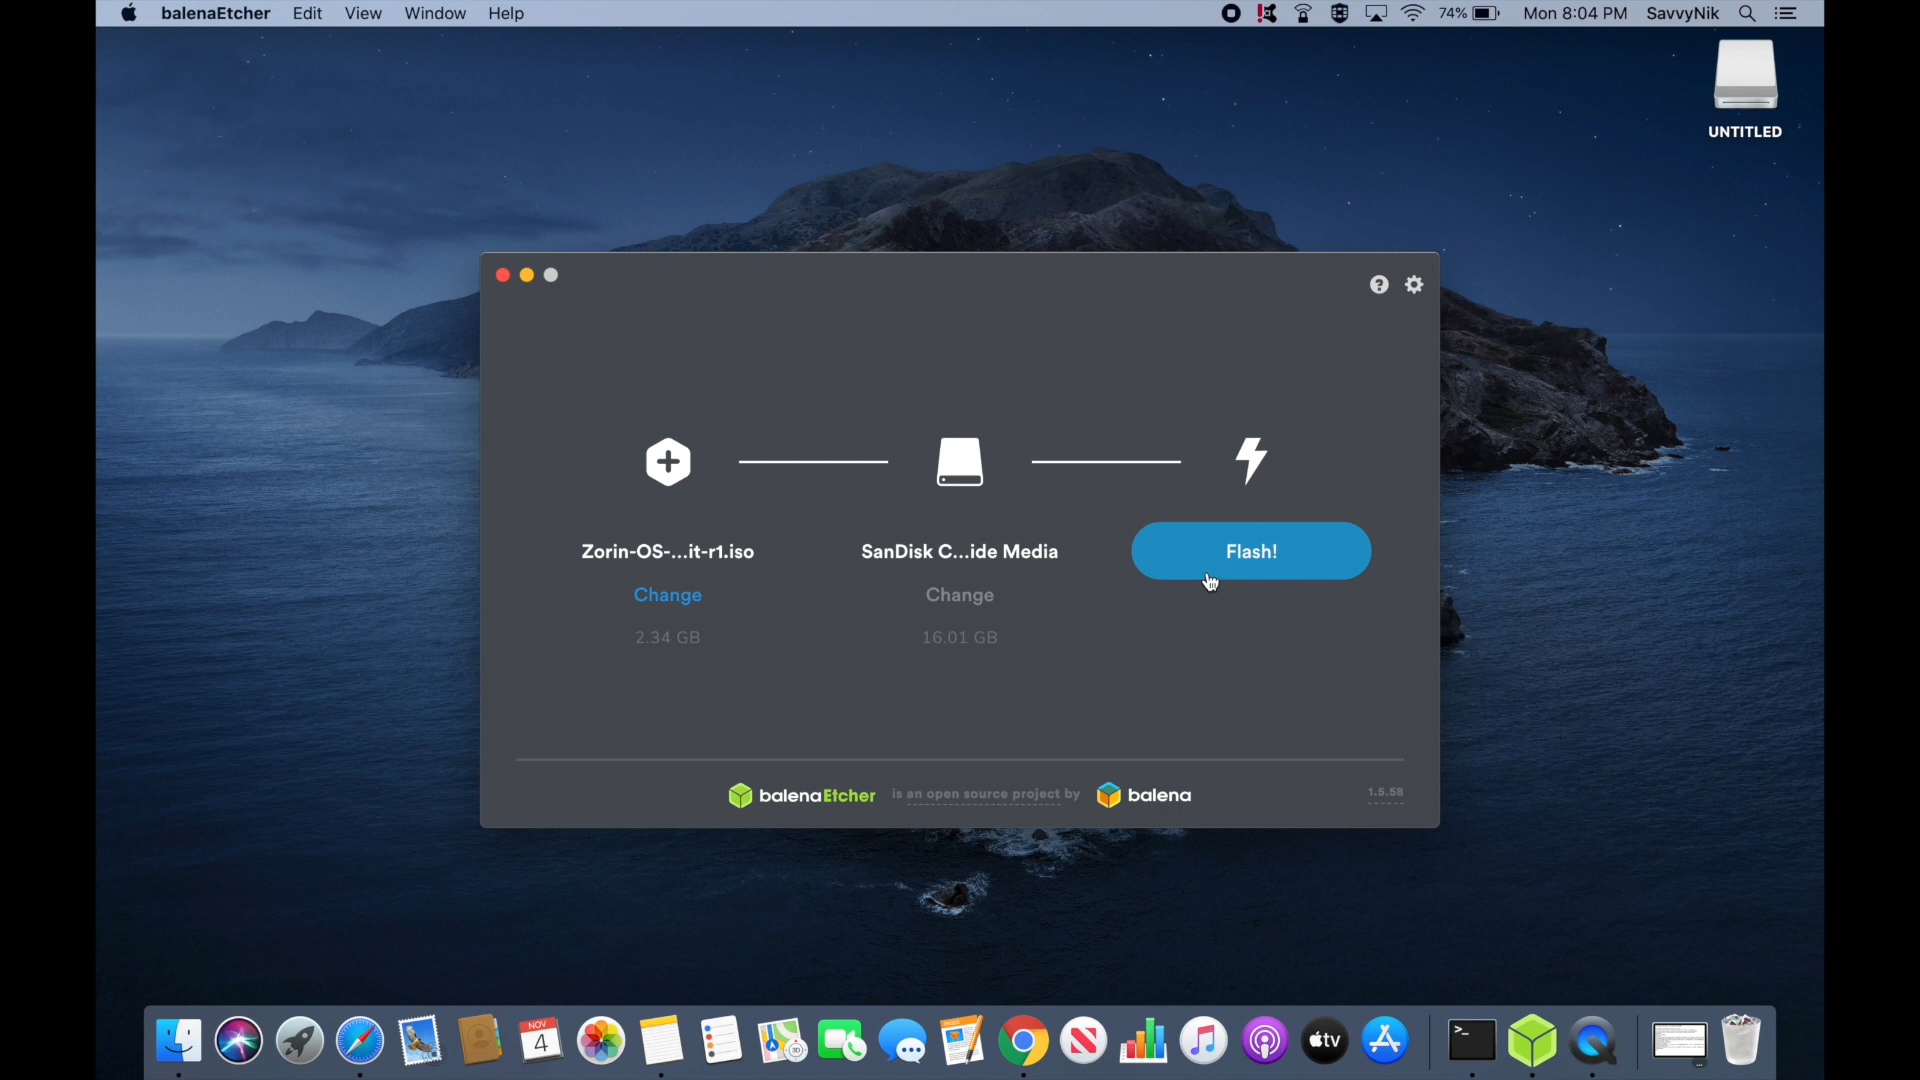 balenaEtcher Edit View Window Help 74% Mon 8:04 PM SavvyNik
UNTITLED
Zorin-OS-...it-r1.iso
SanDisk C...ide Media
Flash!
Change
Change
2.34 GB
16.01 GB
balenaEtcher is an open source project by balena
1.5.58
NOV
4
3D
PAGES
tv
>_